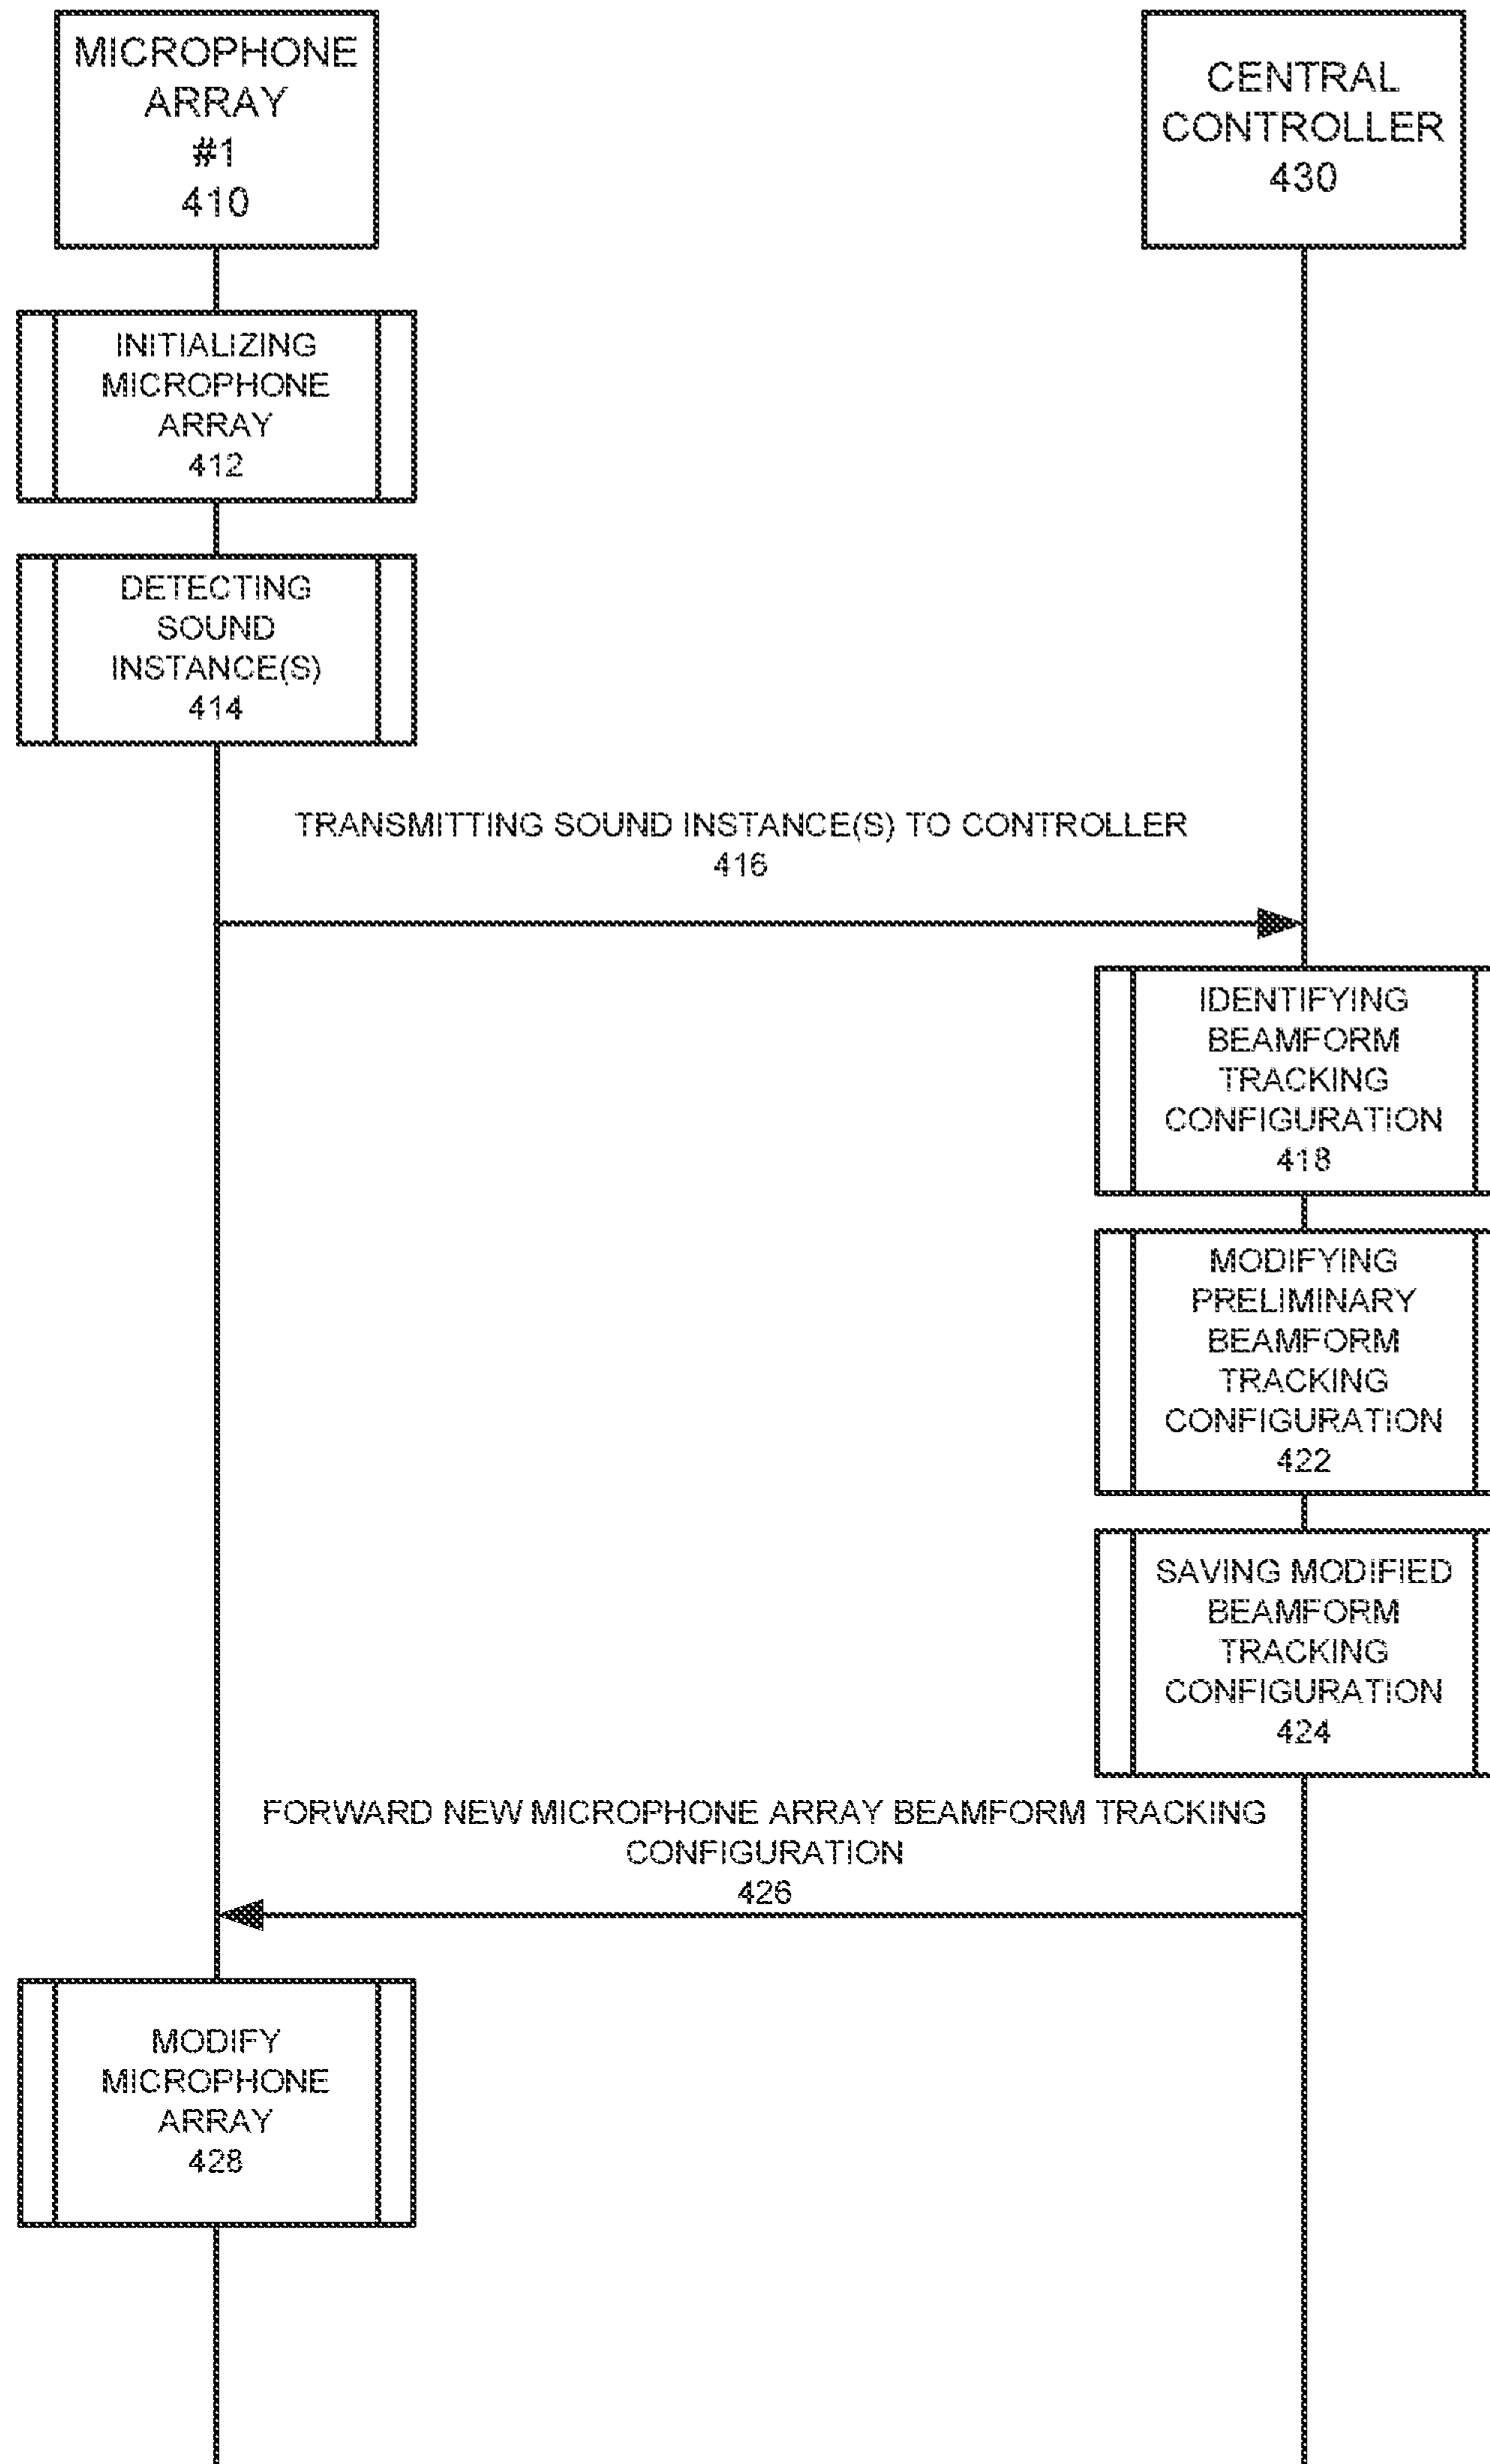 MICROPHONE
ARRAY
#1
410
CENTRAL
CONTROLLER
430
INITIALIZING
MICROPHONE
ARRAY
412
DETECTING
SOUND
INSTANCE(S)
414
TRANSMITTING SOUND INSTANCE(S) TO CONTROLLER
416
IDENTIFYING
BEAMFORM
TRACKING
CONFIGURATION
418
MODIFYING
PRELIMINARY
BEAMFORM
TRACKING
CONFIGURATION
422
SAVING MODIFIED
BEAMFORM
TRACKING
CONFIGURATION
424
FORWARD NEW MICROPHONE ARRAY BEAMFORM TRACKING
CONFIGURATION
426
MODIFY
MICROPHONE
ARRAY
428